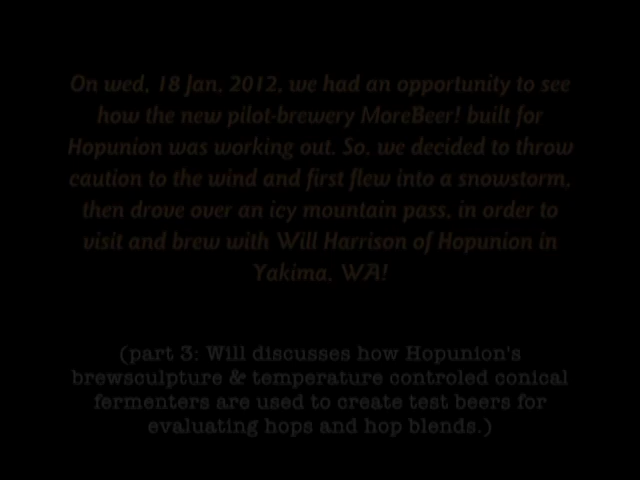 On wed, 18 Jan, 2012, we had an opportunity to see
how the new pilot-brewery MoreBeer! built for
Hopunion was working out. So, we decided to throw
caution to the wind and first flew into a snowstorm,
then drove over an icy mountain pass, in order to
visit and brew with Will Harrison of Hopunion in
Yakima, WA!
(part 3: Will discusses how Hopunion's
brewsculpture & temperature controled conical
fermenters are used to create test beers for
evaluating hops and hop blends.)